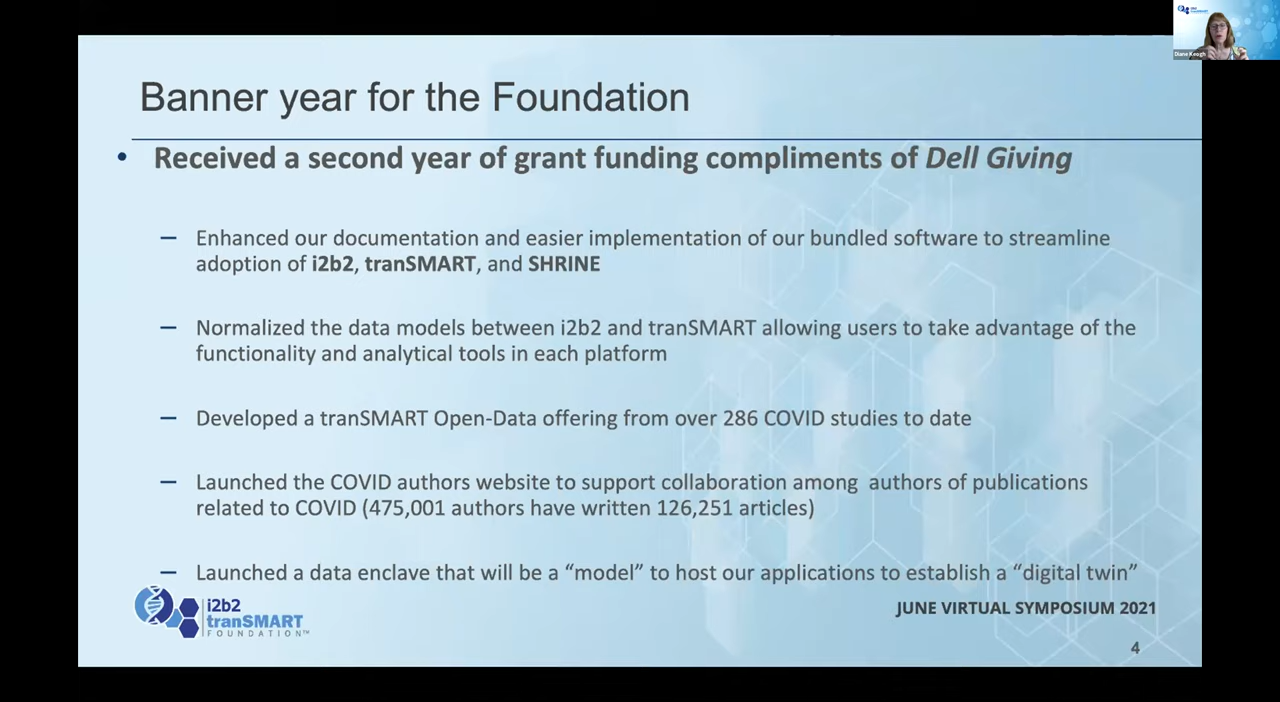 i2b2
tranSMART
Diane Keogh
Banner year for the Foundation
• Received a second year of grant funding compliments of Dell Giving
– Enhanced our documentation and easier implementation of our bundled software to streamline
adoption of i2b2, tranSMART, and SHRINE
– Normalized the data models between i2b2 and tranSMART allowing users to take advantage of the
functionality and analytical tools in each platform
– Developed a tranSMART Open-Data offering from over 286 COVID studies to date
– Launched the COVID authors website to support collaboration among authors of publications
related to COVID (475,001 authors have written 126,251 articles)
– Launched a data enclave that will be a “model” to host our applications to establish a “digital twin”
i2b2
tranSMART
FOUNDATION™
JUNE VIRTUAL SYMPOSIUM 2021
4